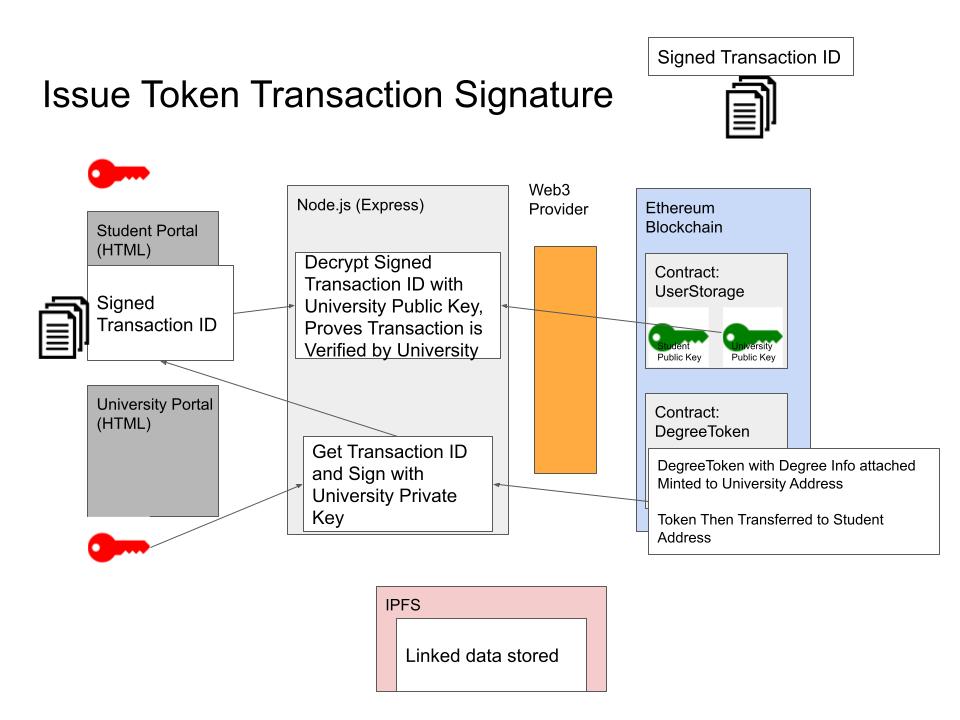 Signed Transaction ID
Issue Token Transaction Signature
Student Portal
(HTML)
Signed
Transaction ID
University Portal
(HTML)
Node.js (Express)
Decrypt Signed
Transaction ID with
University Public Key,
Proves Transaction is
Verified by University
Get Transaction ID
and Sign with
University Private
Key
Web3
Provider
Ethereum
Blockchain
Contract:
UserStorage
Student
Public Key
University
Public Key
Contract:
DegreeToken
DegreeToken with Degree Info attached
Minted to University Address
Token Then Transferred to Student
Address
IPFS
Linked data stored